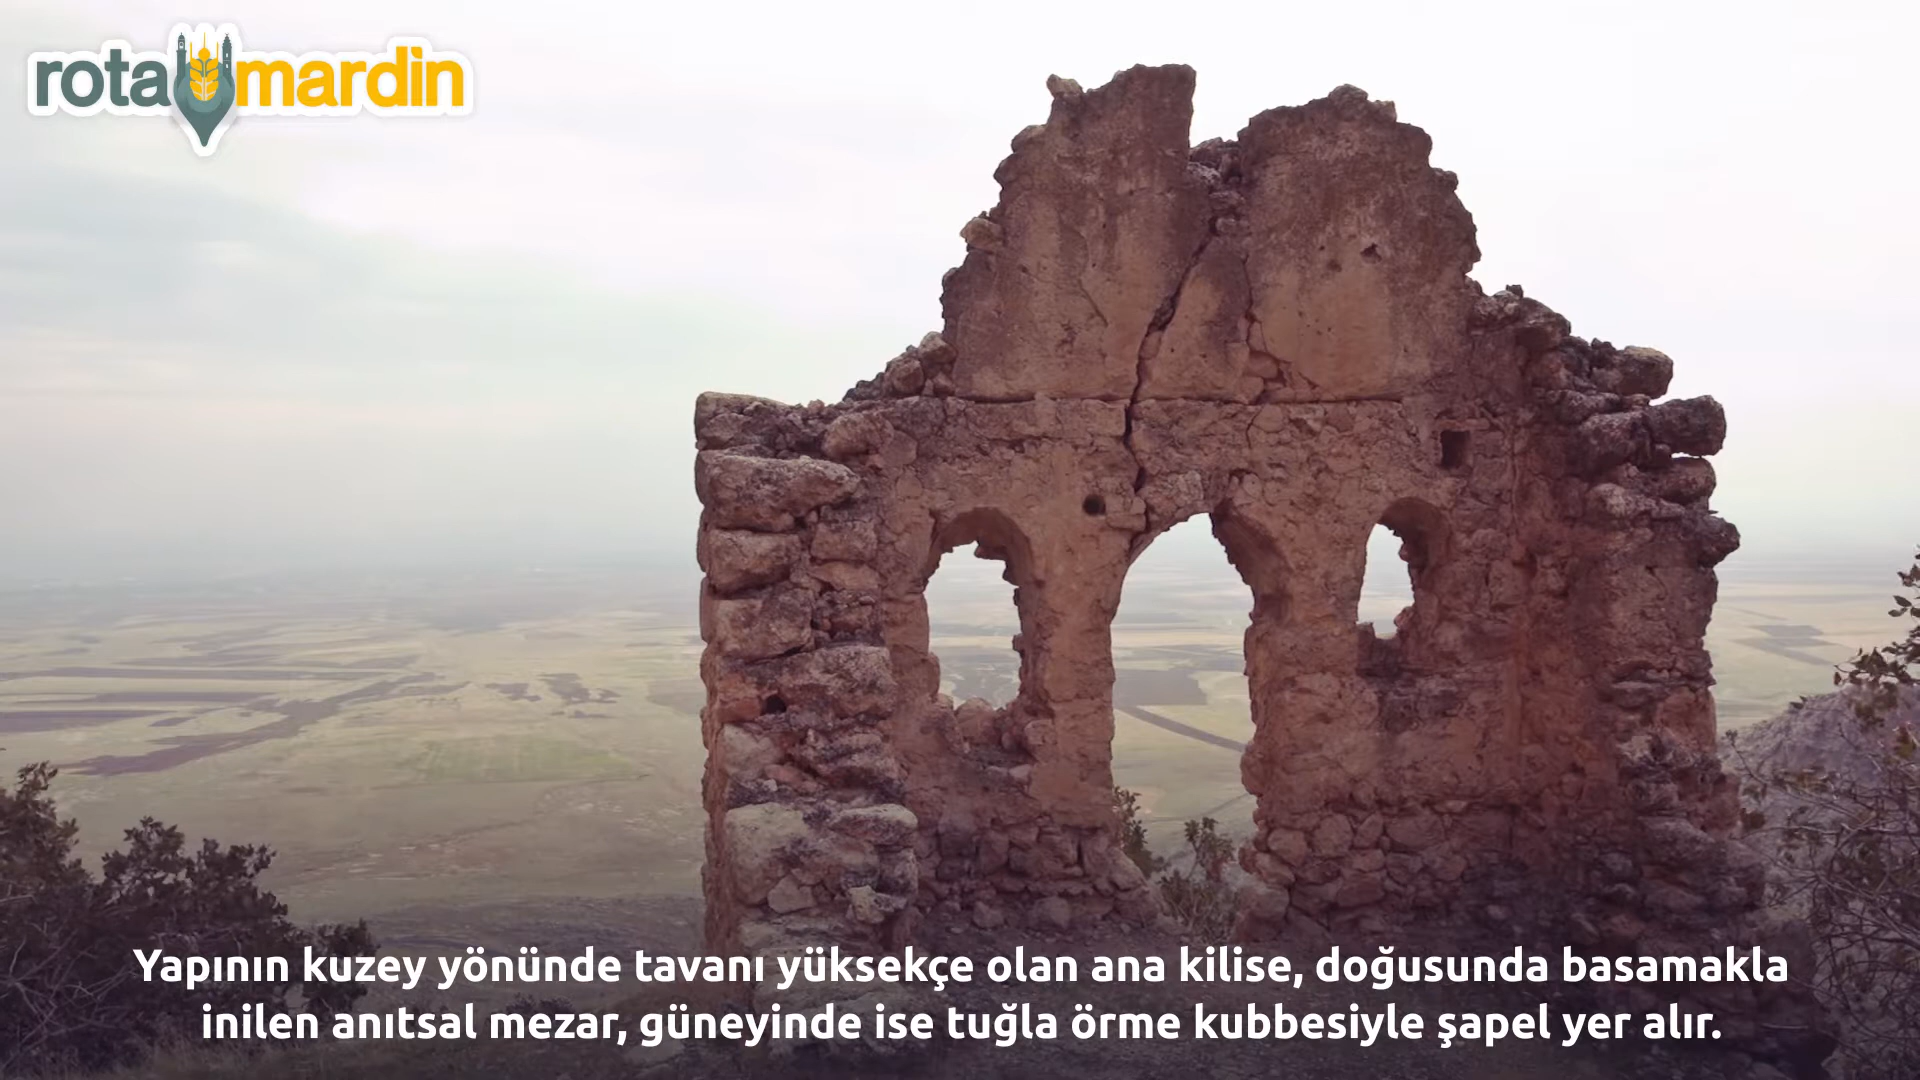 rota mardin
Yapının kuzey yönünde tavanı yüksekçe olan ana kilise, doğusunda basamakla
inilen anıtsal mezar, güneyinde ise tuğla örme kubbesiyle şapel yer alır.